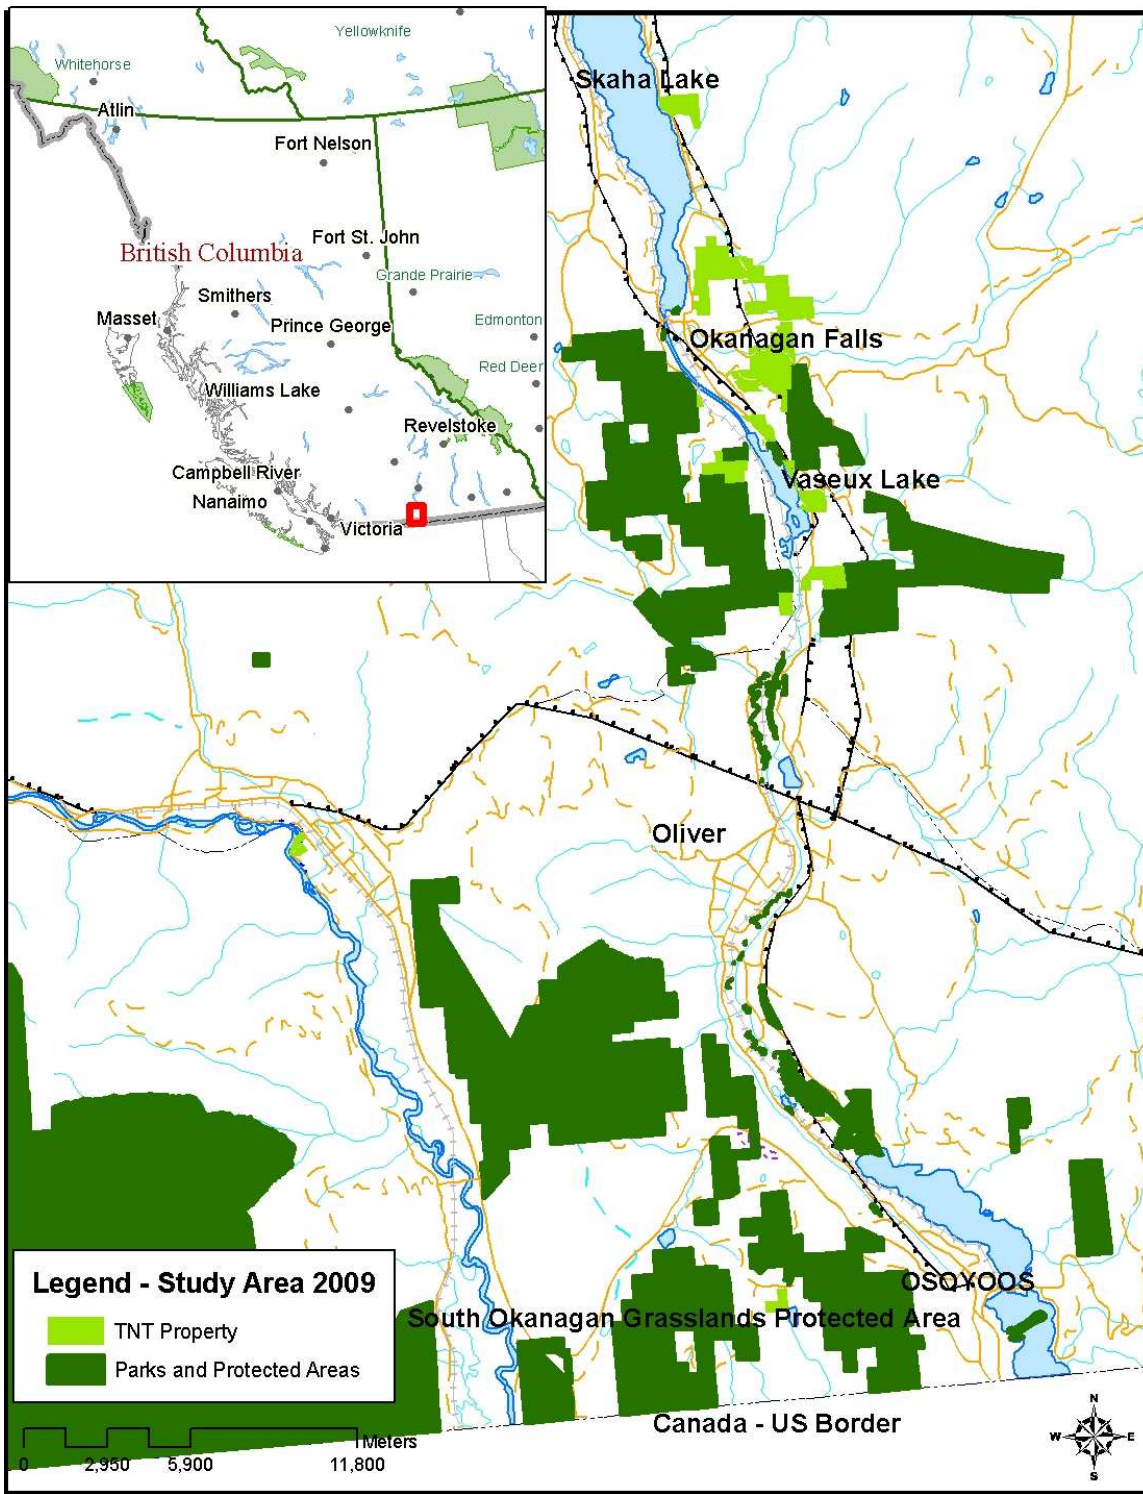 Yellowknife
Whitehorse
Atlin
Fort Nelson
Fort St. John
British Columbia
Grande Prairie
Smithers
Masset
Prince George
Edmonton
Red Deer
Williams Lake
Revelstoke
Campbell River
Nanaimo
Victoria
Skaha Lake
Okanagan Falls
Vaseux Lake
Oliver
OSOYOOS
South Okanagan Grasslands Protected Area
Canada - US Border
Legend - Study Area 2009
TNT Property
Parks and Protected Areas
Meters
0 2,950 5,900 11,800
N
W E
S